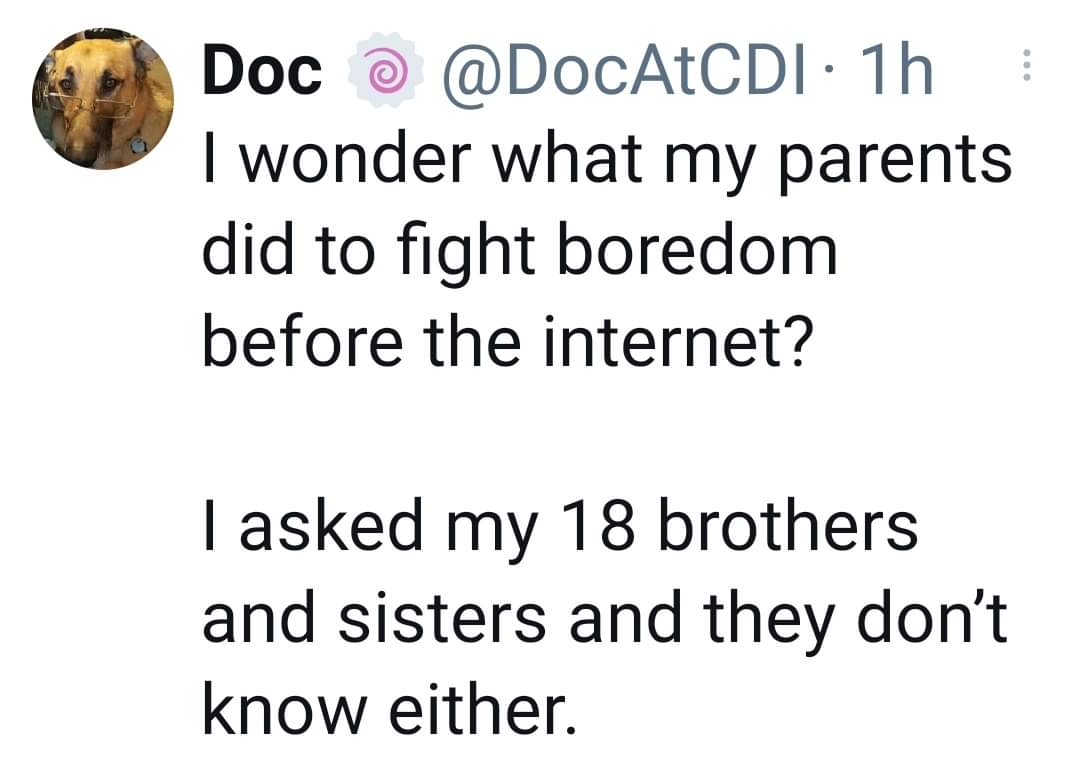 Doc 🍥 @DocAtCDI · 1h
I wonder what my parents
did to fight boredom
before the internet?
I asked my 18 brothers
and sisters and they don’t
know either.